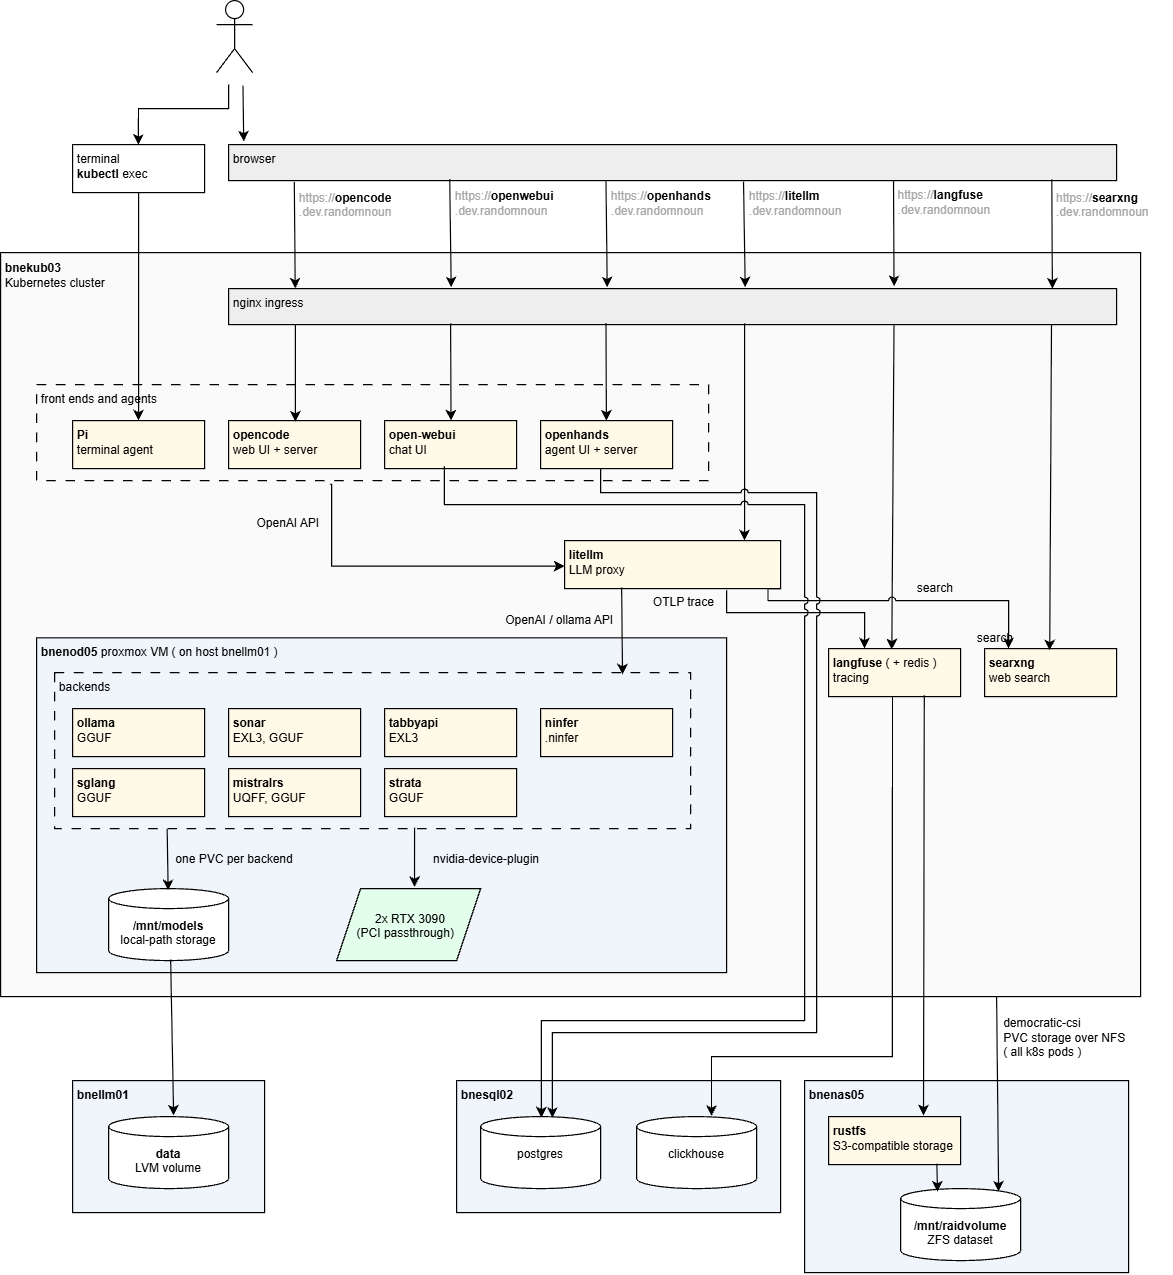 terminal
kubectl exec
browser
https://opencode
.dev.randomnoun
https://openwebui
.dev.randomnoun
https://openhands
.dev.randomnoun
https://litellm
.dev.randomnoun
https://langfuse
.dev.randomnoun
https://searxng
.dev.randomnoun
bnekub03
Kubernetes cluster
nginx ingress
front ends and agents
Pi
terminal agent
opencode
web UI + server
open-webui
chat UI
openhands
agent UI + server
OpenAI API
litellm
LLM proxy
OTLP trace
search
OpenAI / ollama API
search
langfuse ( + redis )
tracing
searxng
web search
bnenod05 proxmox VM ( on host bnellm01 )
backends
ollama
GGUF
sonar
EXL3, GGUF
tabbyapi
EXL3
ninfer
.ninfer
sglang
GGUF
mistralrs
UQFF, GGUF
strata
GGUF
one PVC per backend
nvidia-device-plugin
/mnt/models
local-path storage
2x RTX 3090
(PCI passthrough)
democratic-csi
PVC storage over NFS
( all k8s pods )
bnellm01
data
LVM volume
bnesql02
postgres
clickhouse
bnenas05
rustfs
S3-compatible storage
/mnt/raidvolume
ZFS dataset